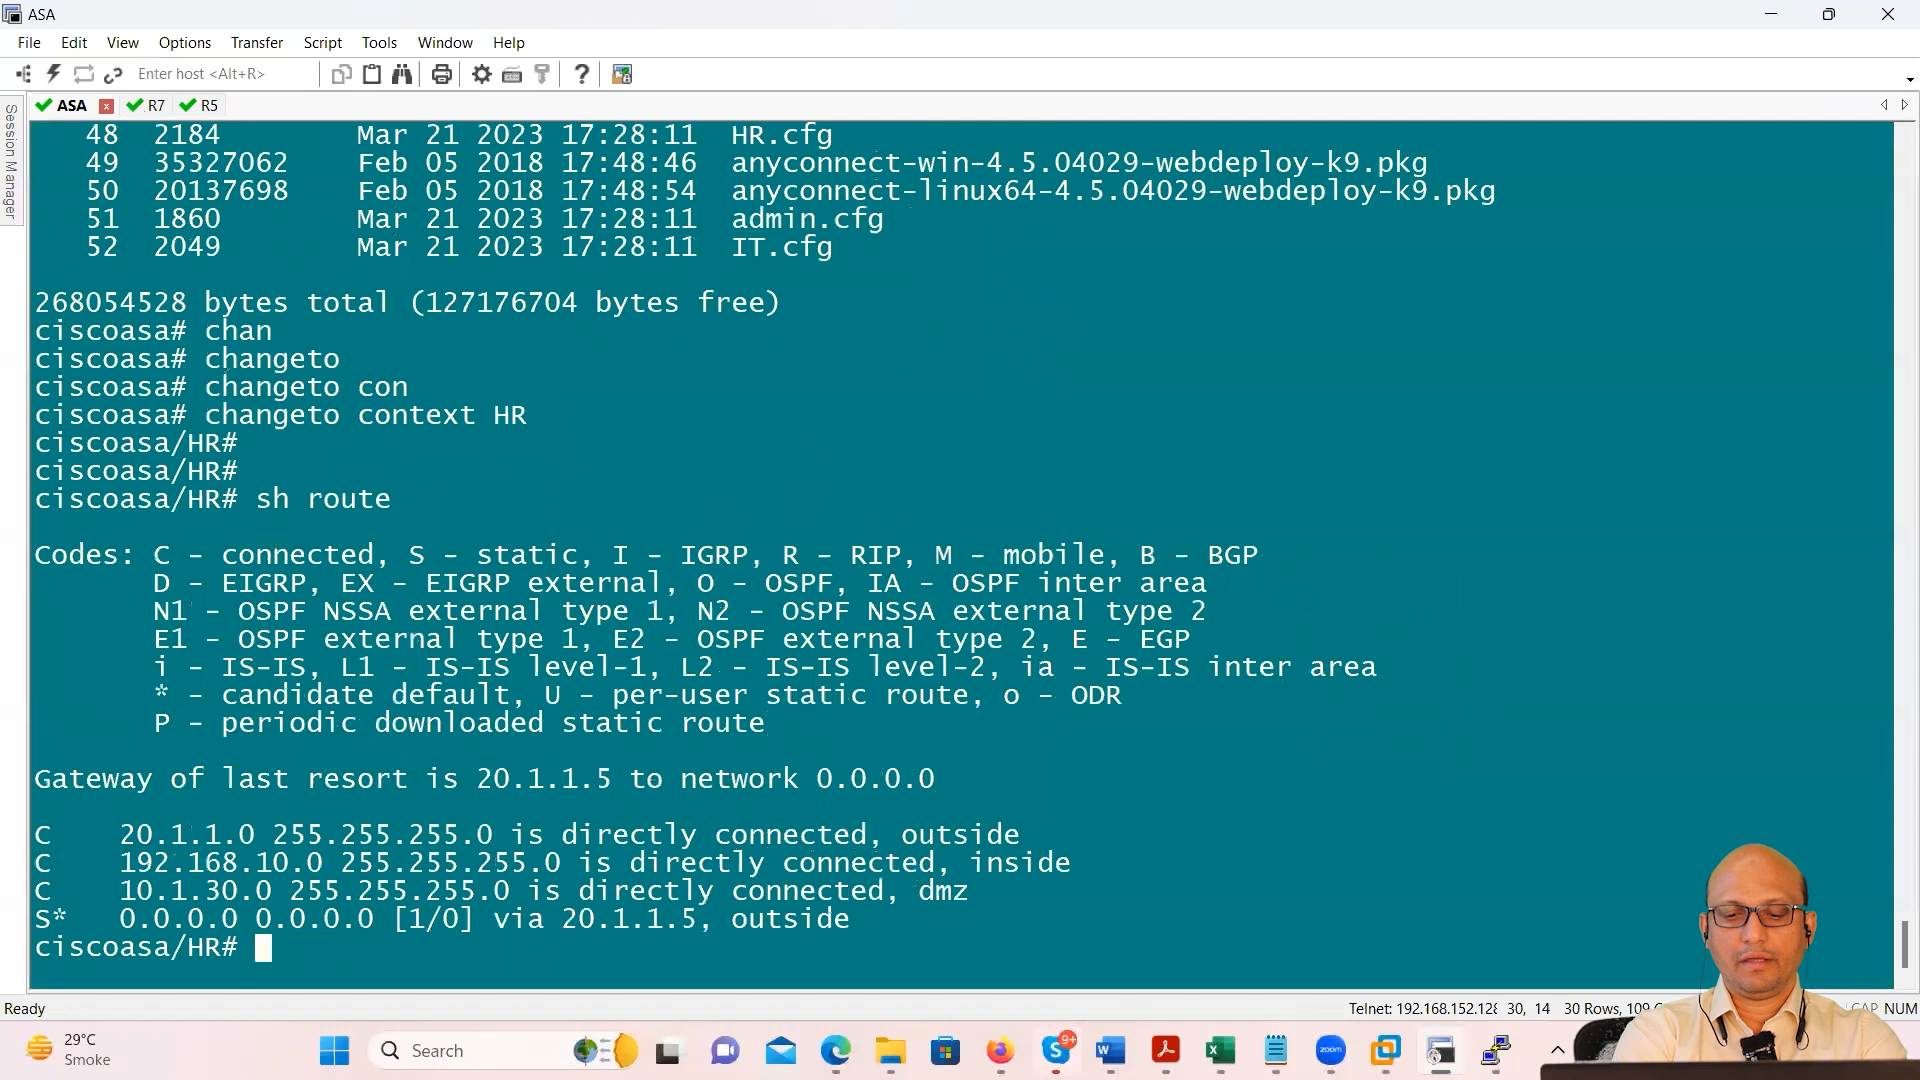 ASA
File Edit View Options Transfer Script Tools Window Help
Enter host <Alt+R>
ASA R7 R5
Session Manager
48 2184 Mar 21 2023 17:28:11 HR.cfg
49 35327062 Feb 05 2018 17:48:46 anyconnect-win-4.5.04029-webdeploy-k9.pkg
50 20137698 Feb 05 2018 17:48:54 anyconnect-linux64-4.5.04029-webdeploy-k9.pkg
51 1860 Mar 21 2023 17:28:11 admin.cfg
52 2049 Mar 21 2023 17:28:11 IT.cfg
268054528 bytes total (127176704 bytes free)
ciscoasa# chan
ciscoasa# changeto
ciscoasa# changeto con
ciscoasa# changeto context HR
ciscoasa/HR#
ciscoasa/HR#
ciscoasa/HR# sh route
Codes: C - connected, S - static, I - IGRP, R - RIP, M - mobile, B - BGP
D - EIGRP, EX - EIGRP external, O - OSPF, IA - OSPF inter area
N1 - OSPF NSSA external type 1, N2 - OSPF NSSA external type 2
E1 - OSPF external type 1, E2 - OSPF external type 2, E - EGP
i - IS-IS, L1 - IS-IS level-1, L2 - IS-IS level-2, ia - IS-IS inter area
* - candidate default, U - per-user static route, o - ODR
P - periodic downloaded static route
Gateway of last resort is 20.1.1.5 to network 0.0.0.0
C 20.1.1.0 255.255.255.0 is directly connected, outside
C 192.168.10.0 255.255.255.0 is directly connected, inside
C 10.1.30.0 255.255.255.0 is directly connected, dmz
S* 0.0.0.0 0.0.0.0 [1/0] via 20.1.1.5, outside
ciscoasa/HR#
Ready Telnet: 192.168.152.128 30, 14 30 Rows, 109 CAP NUM
29°C
Smoke
Search
9+
zoom